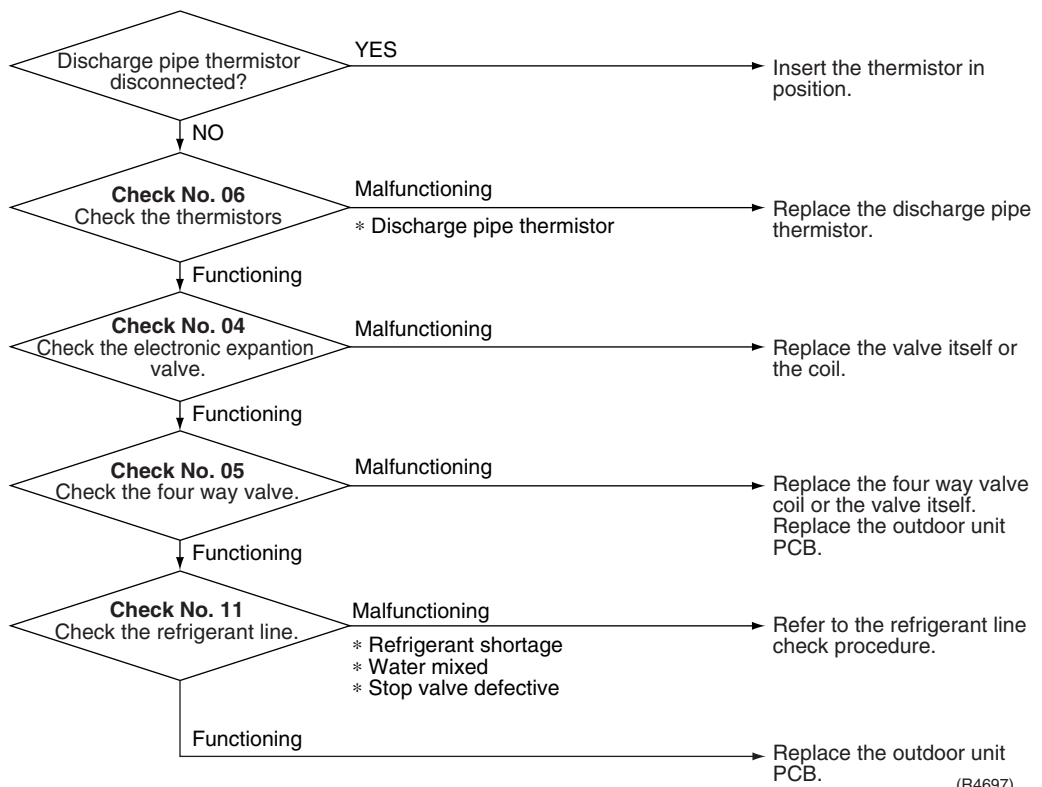 Discharge pipe thermistor
disconnected?
YES
Insert the thermistor in
position.
NO
Check No. 06
Check the thermistors
Malfunctioning
∗ Discharge pipe thermistor
Replace the discharge pipe
thermistor.
Functioning
Check No. 04
Check the electronic expantion
valve.
Malfunctioning
Replace the valve itself or
the coil.
Functioning
Check No. 05
Check the four way valve.
Malfunctioning
Replace the four way valve
coil or the valve itself.
Replace the outdoor unit
PCB.
Functioning
Check No. 11
Check the refrigerant line.
Malfunctioning
∗ Refrigerant shortage
∗ Water mixed
∗ Stop valve defective
Refer to the refrigerant line
check procedure.
Functioning
Replace the outdoor unit
PCB.
(R4697)